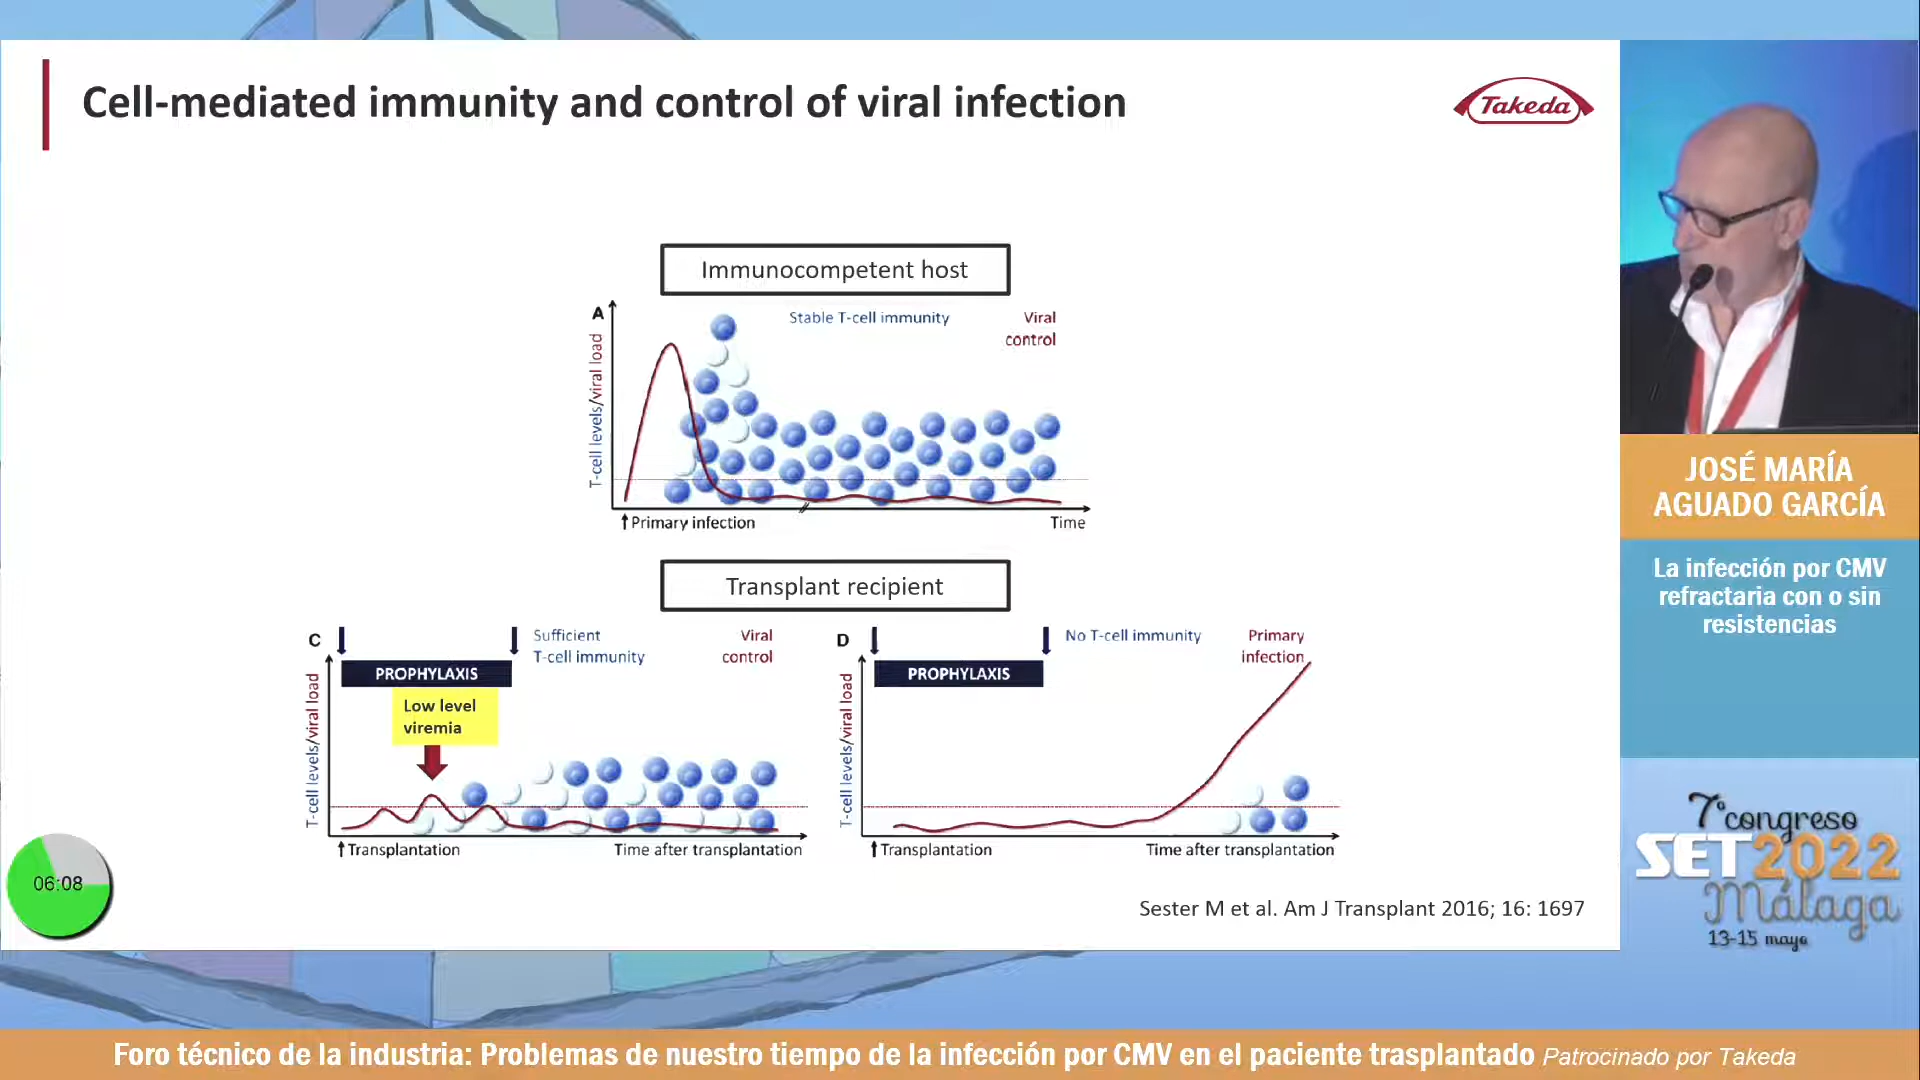 Cell-mediated immunity and control of viral infection
Takeda
Immunocompetent host
A
Stable T-cell immunity
Viral
control
T-cell levels/viral load
Primary infection
Time
Transplant recipient
C
Sufficient
T-cell immunity
Viral
control
PROPHYLAXIS
Low level
viremia
T-cell levels/viral load
Transplantation
Time after transplantation
D
No T-cell immunity
Primary
infection
PROPHYLAXIS
T-cell levels/viral load
Transplantation
Time after transplantation
Sester M et al. Am J Transplant 2016; 16: 1697
06:08
JOSÉ MARÍA
AGUADO GARCÍA
La infección por CMV
refractaria con o sin
resistencias
7º congreso
SET2022
Málaga
13-15 mayo
Foro técnico de la industria: Problemas de nuestro tiempo de la infección por CMV en el paciente trasplantado Patrocinado por Takeda